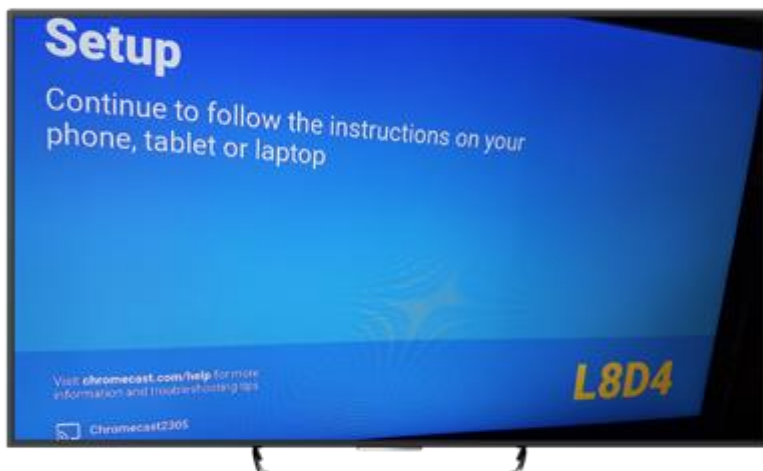 Setup
Continue to follow the instructions on your
phone, tablet or laptop
Visit chromecast.com/help for more
information and troubleshooting tips
L8D4
Chromecast2305